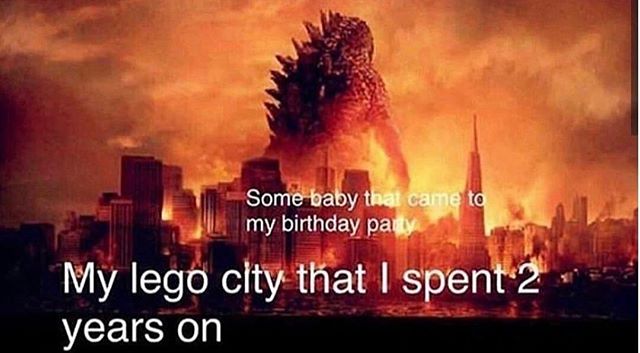 Some baby that came to
my birthday party
My lego city that I spent 2
years on